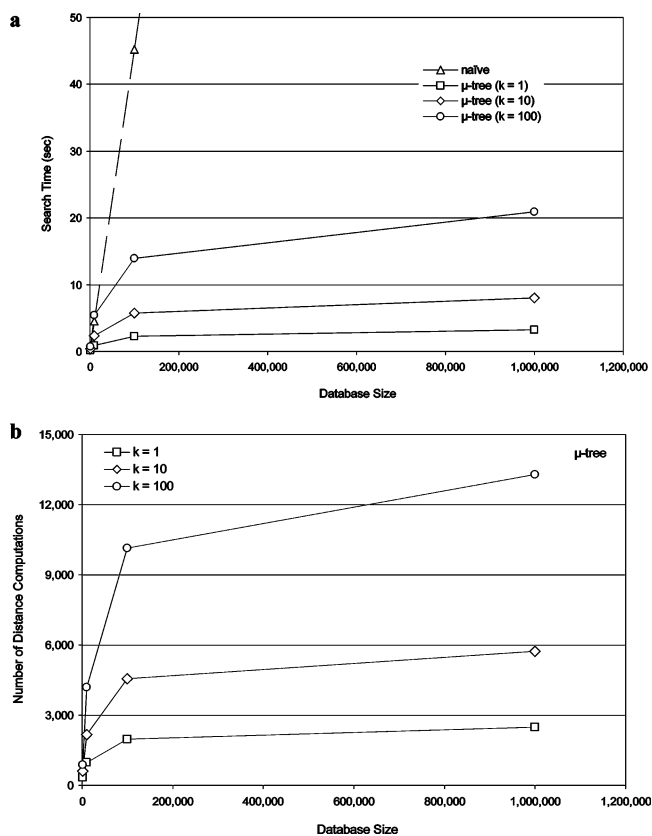 a
50
40
30
20
10
0
Search Time (sec)
naïve
µ-tree (k = 1)
µ-tree (k = 10)
µ-tree (k = 100)
0 200,000 400,000 600,000 800,000 1,000,000 1,200,000
Database Size
b
15,000
12,000
9,000
6,000
3,000
0
Number of Distance Computations
k = 1
k = 10
k = 100
µ-tree
0 200,000 400,000 600,000 800,000 1,000,000 1,200,000
Database Size